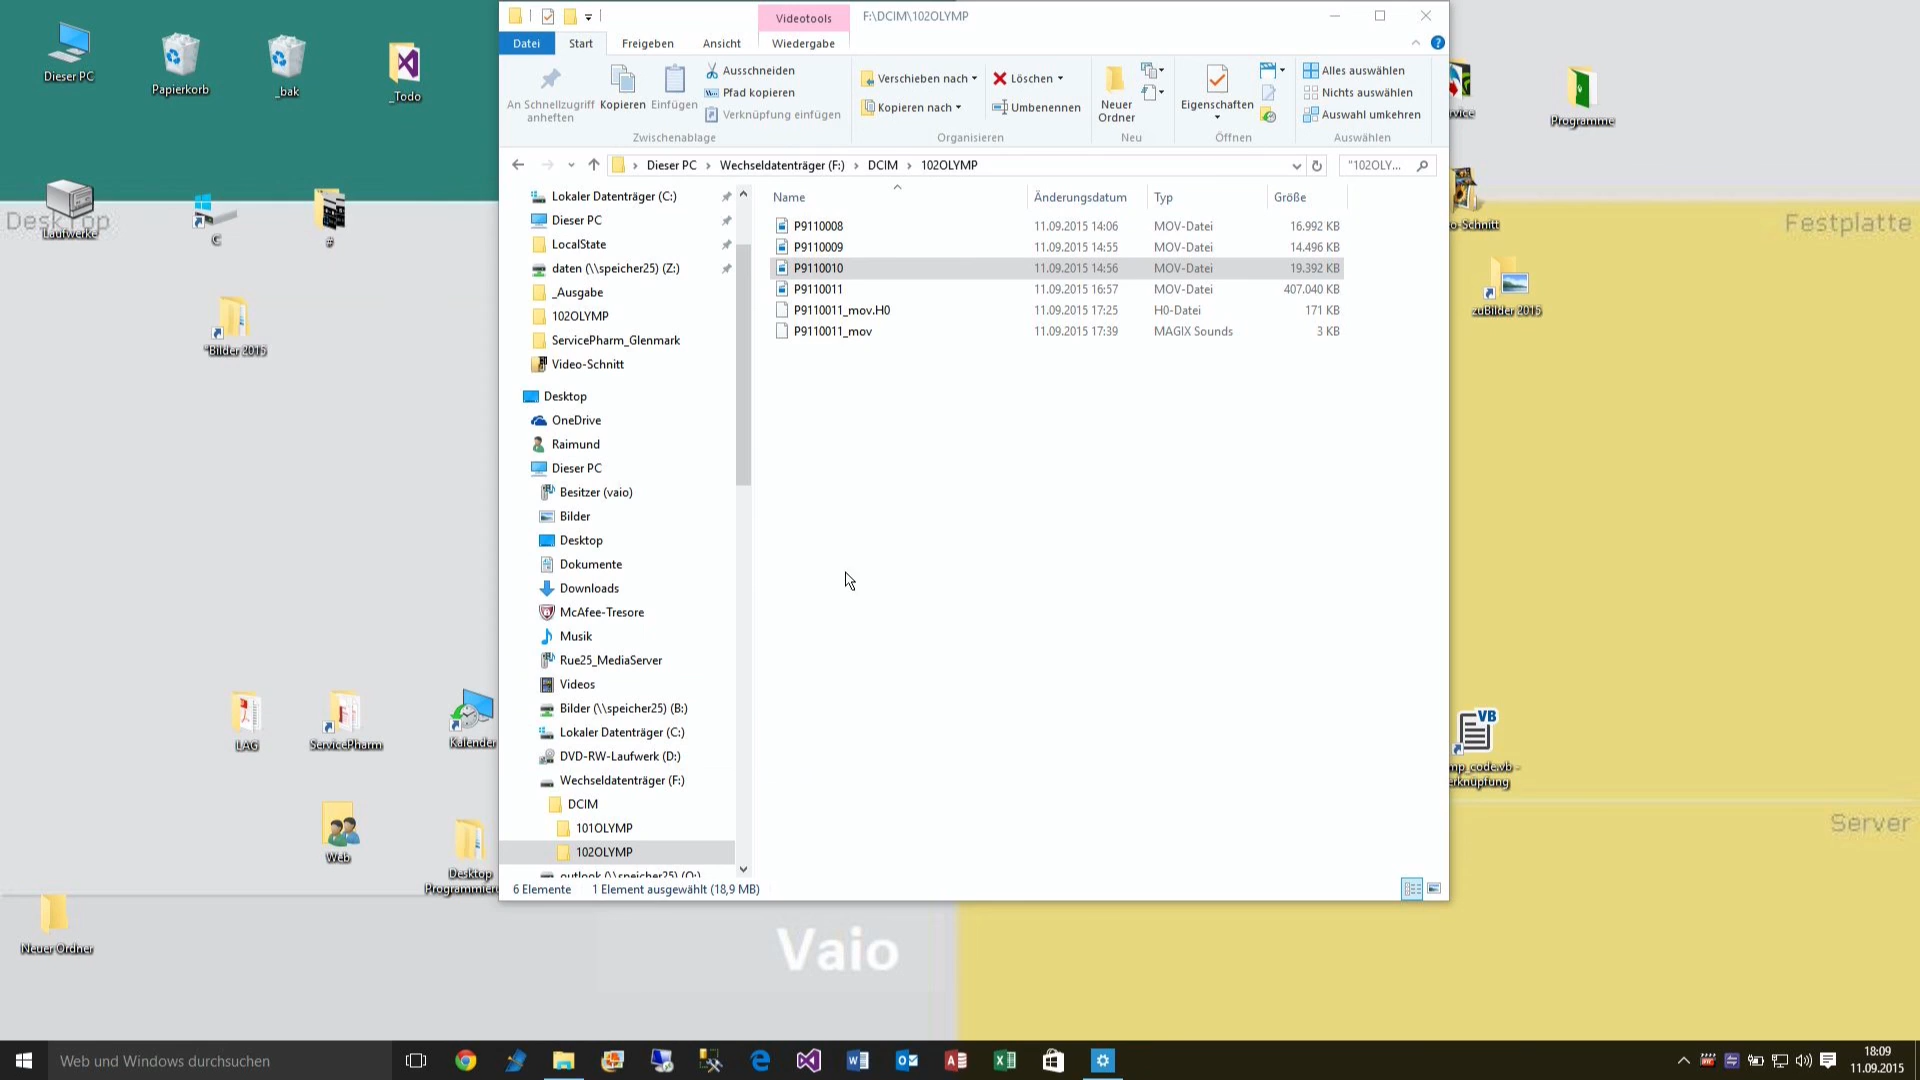 Videotools
F:\DCIM\102OLYMP
Datei
Start
Freigeben
Ansicht
Wiedergabe
An Schnellzugriff
anheften
Kopieren
Einfügen
Ausschneiden
Pfad kopieren
Verknüpfung einfügen
Zwischenablage
Verschieben nach
Kopieren nach
Löschen
Umbenennen
Organisieren
Neuer
Ordner
Neu
Eigenschaften
Öffnen
Alles auswählen
Nichts auswählen
Auswahl umkehren
Auswählen
Dieser PC
Wechseldatenträger (F:)
DCIM
102OLYMP
"102OLY...
Lokaler Datenträger (C:)
Dieser PC
LocalState
daten (\\speicher25) (Z:)
_Ausgabe
102OLYMP
ServicePharm_Glenmark
Video-Schnitt
Desktop
OneDrive
Raimund
Dieser PC
Besitzer (vaio)
Bilder
Desktop
Dokumente
Downloads
McAfee-Tresore
Musik
Rue25_MediaServer
Videos
Bilder (\\speicher25) (B:)
Lokaler Datenträger (C:)
DVD-RW-Laufwerk (D:)
Wechseldatenträger (F:)
DCIM
101OLYMP
102OLYMP
outlook (\\speicher25) (O:)
Name Änderungsdatum Typ Größe
P9110008 11.09.2015 14:06 MOV-Datei 16.992 KB
P9110009 11.09.2015 14:55 MOV-Datei 14.496 KB
P9110010 11.09.2015 14:56 MOV-Datei 19.392 KB
P9110011 11.09.2015 16:57 MOV-Datei 407.040 KB
P9110011_mov.H0 11.09.2015 17:25 H0-Datei 171 KB
P9110011_mov 11.09.2015 17:39 MAGIX Sounds 3 KB
6 Elemente
1 Element ausgewählt (18,9 MB)
Dieser PC
Papierkorb
_bak
_Todo
Desktop
Laufwerke
C
#
*Bilder 2015
LAG
ServicePharm
Kalender
Web
Desktop
Programmieru
Neuer Ordner
Vaio
vice
Programme
o-Schnitt
Festplatte
zuBilder 2015
VB
mp_code.vb -
erknüpfung
Server
Web und Windows durchsuchen
18:09
11.09.2015